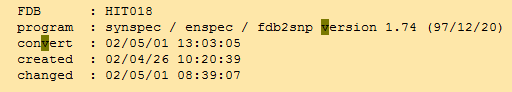 FDB     : HIT018
program : synspec / enspec / fdb2snp version 1.74 (97/12/20)
convert : 02/05/01 13:03:05
created : 02/04/26 10:20:39
changed : 02/05/01 08:39:07